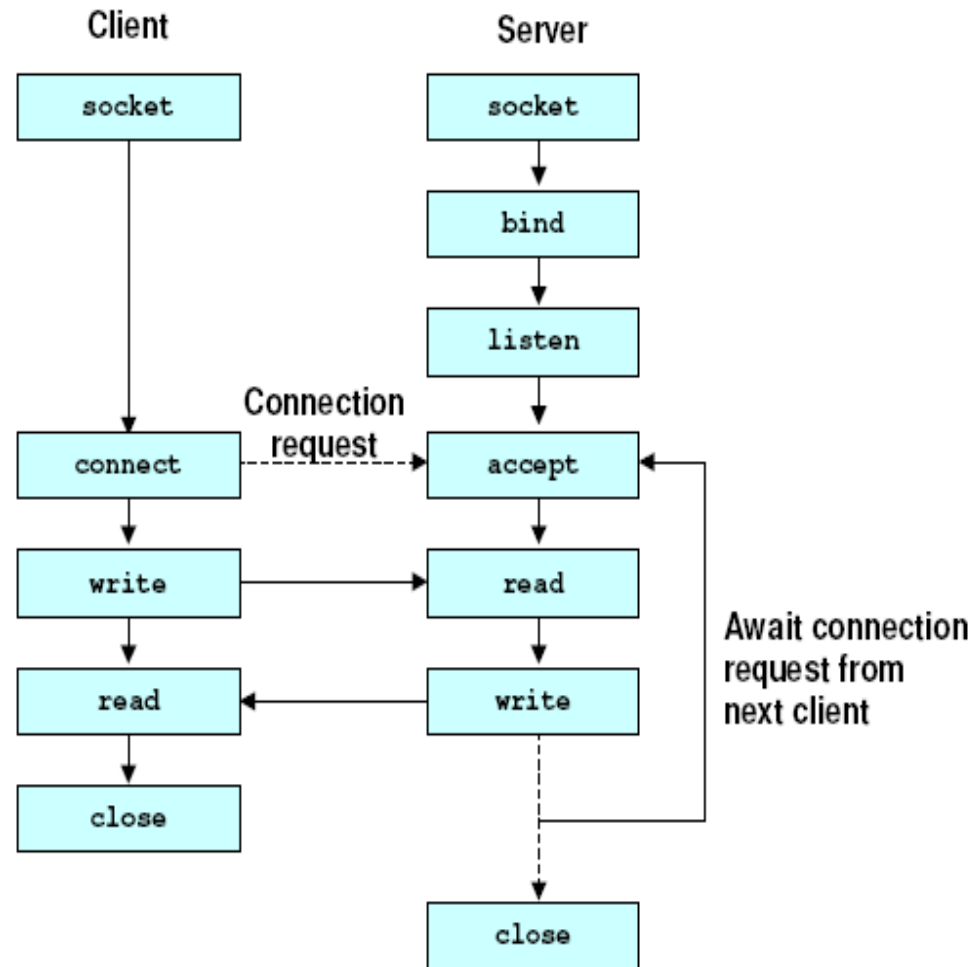 Client
Server
socket
socket
bind
listen
Connection
request
connect
accept
write
read
Await connection
request from
next client
read
write
close
close